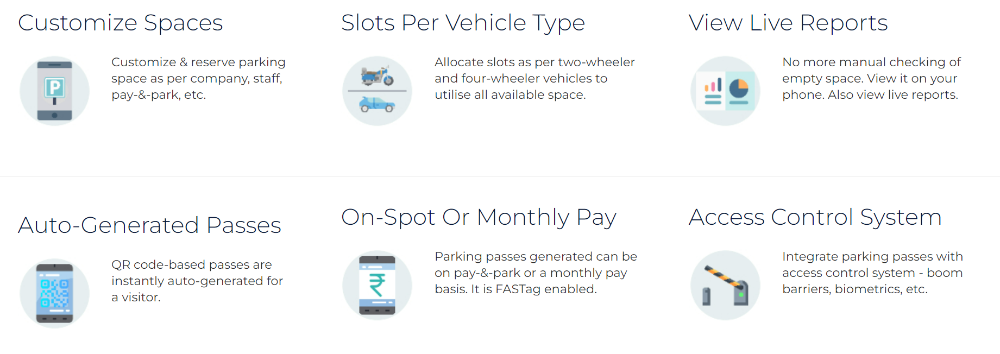 Customize Spaces
P
Customize & reserve parking
space as per company, staff,
pay-&-park, etc.
Slots Per Vehicle Type
Allocate slots as per two-wheeler
and four-wheeler vehicles to
utilise all available space.
View Live Reports
No more manual checking of
empty space. View it on your
phone. Also view live reports.
Auto-Generated Passes
QR code-based passes are
instantly auto-generated for
a visitor.
On-Spot Or Monthly Pay
₹
Parking passes generated can be
on pay-&-park or a monthly pay
basis. It is FASTag enabled.
Access Control System
Integrate parking passes with
access control system - boom
barriers, biometrics, etc.